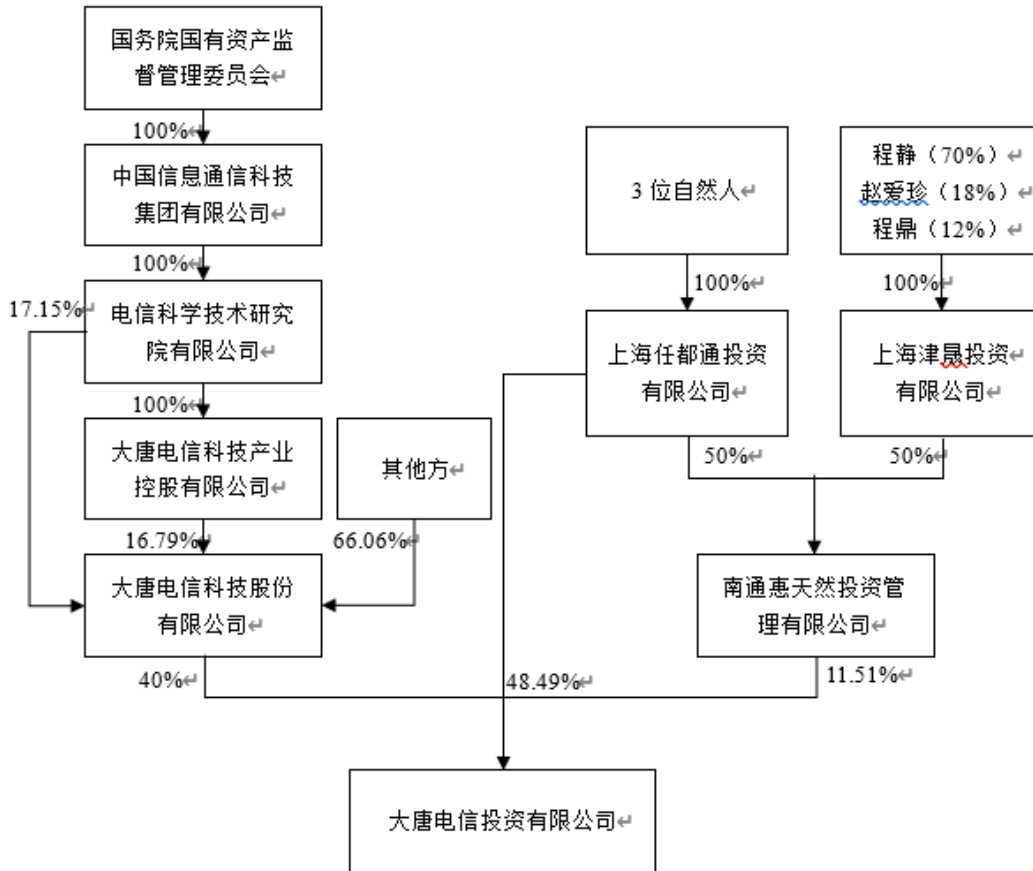 国务院国有资产监
督管理委员会↵
100%↵
中国信息通信科技
集团有限公司↵
100%↵
17.15%↵
电信科学技术研究
院有限公司↵
100%↵
大唐电信科技产业
控股有限公司↵
其他方↵
16.79%↵
66.06%↵
大唐电信科技股份
有限公司↵
40%↵
3 位自然人↵
100%↵
上海任都通投资
有限公司↵
50%↵
程静（70%）↵
赵爱珍（18%）↵
程鼎（12%）↵
100%↵
上海津晟投资
有限公司↵
50%↵
南通惠天然投资管
理有限公司↵
48.49%↵
11.51%↵
大唐电信投资有限公司↵